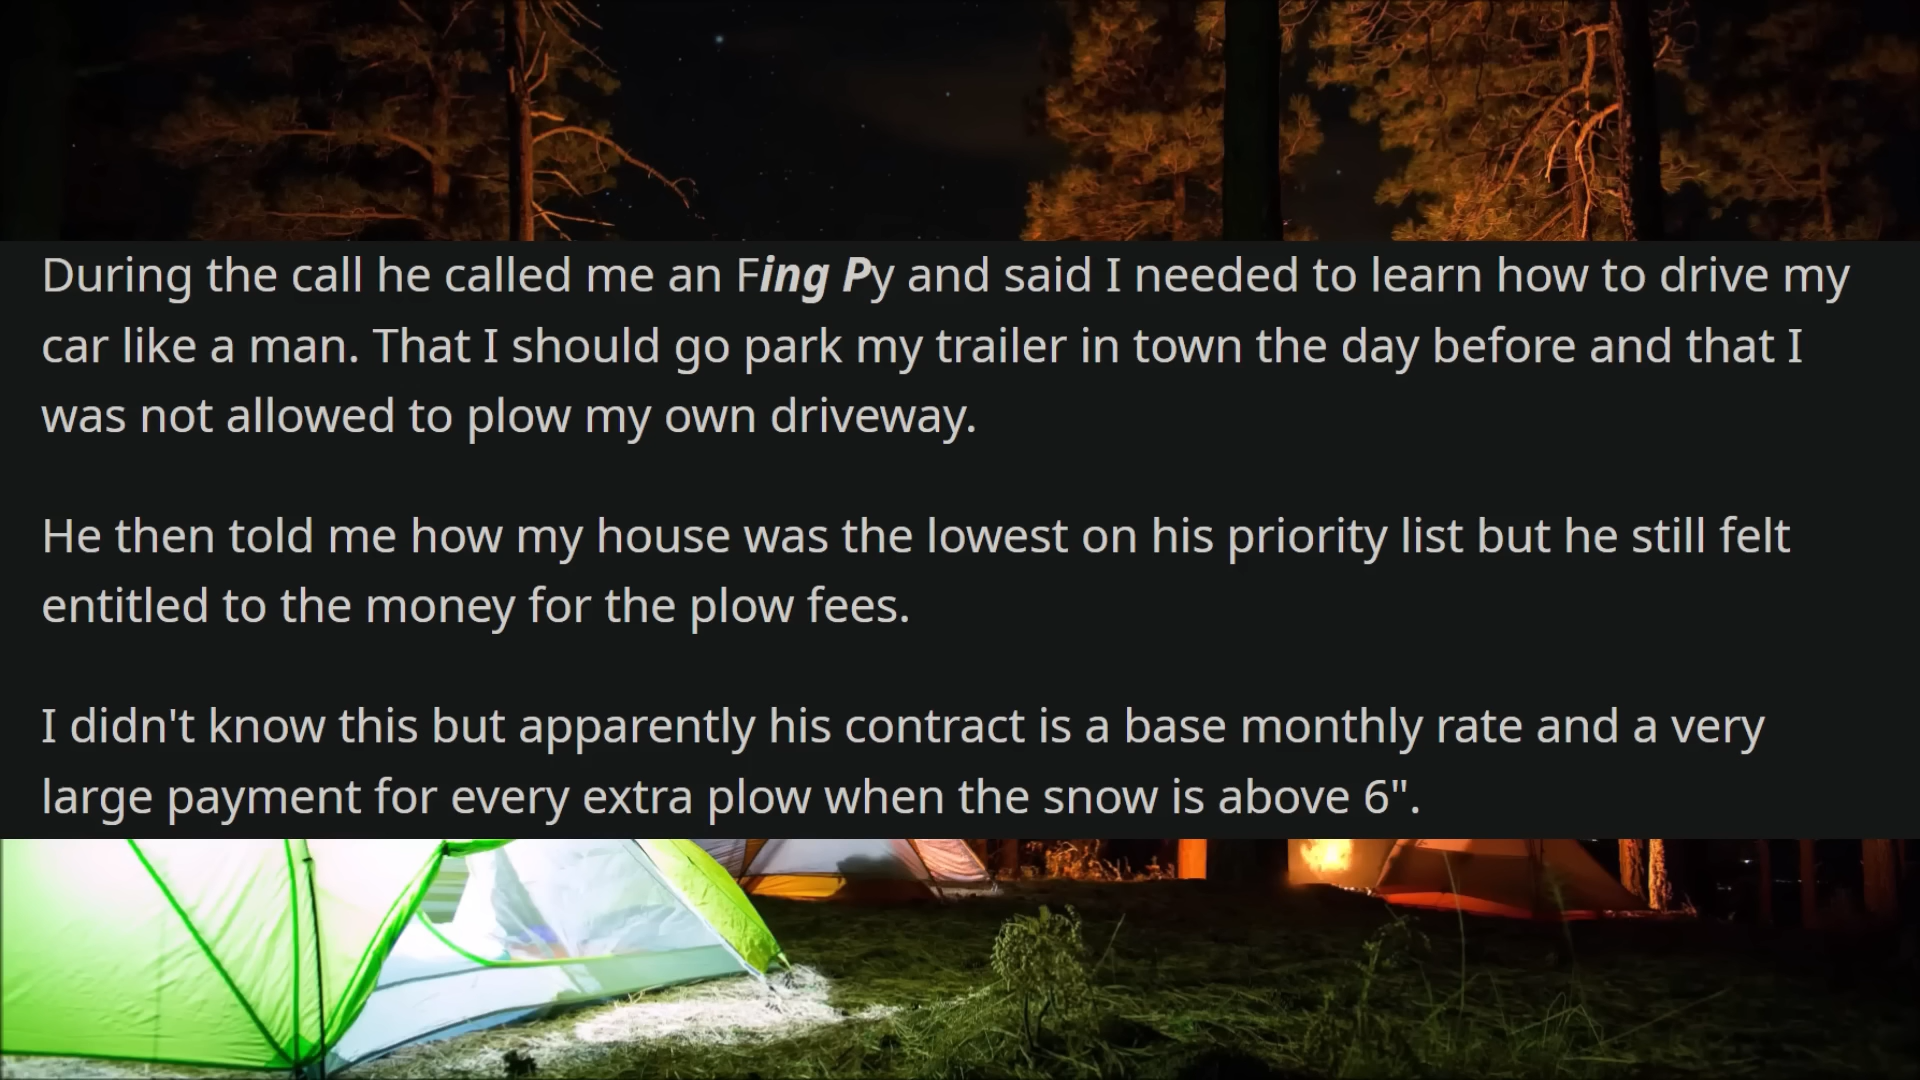 During the call he called me an Fing Py and said I needed to learn how to drive my
car like a man. That I should go park my trailer in town the day before and that I
was not allowed to plow my own driveway.
He then told me how my house was the lowest on his priority list but he still felt
entitled to the money for the plow fees.
I didn't know this but apparently his contract is a base monthly rate and a very
large payment for every extra plow when the snow is above 6".